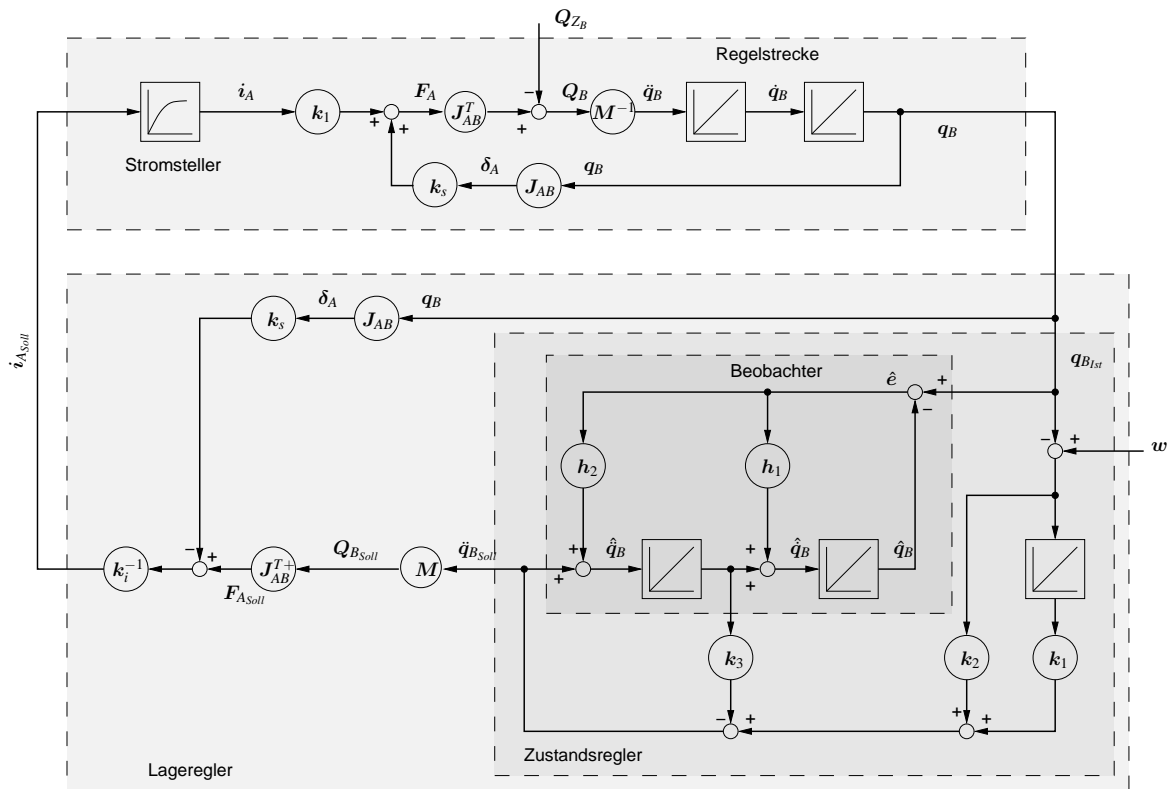 Q_{Z_B}
Regelstrecke
i_A
k_1
F_A
J_{AB}^T
Q_B
M^{-1}
q̈_B
q̇_B
q_B
Stromsteller
k_s
δ_A
J_{AB}
q_B
−
+
+
+
i_{A_{Soll}}
k_s
δ_A
J_{AB}
q_B
q_{B_{Ist}}
Beobachter
ê
+
−
−
+
w
h_2
h_1
Q_{B_{Soll}}
q̈_{B_{Soll}}
k_i^{-1}
−
+
J_{AB}^{T+}
F_{A_{Soll}}
M
+
+
q̈̂_B
+
+
q̇̂_B
q̂_B
k_3
k_2
k_1
−
+
+
+
Zustandsregler
Lageregler